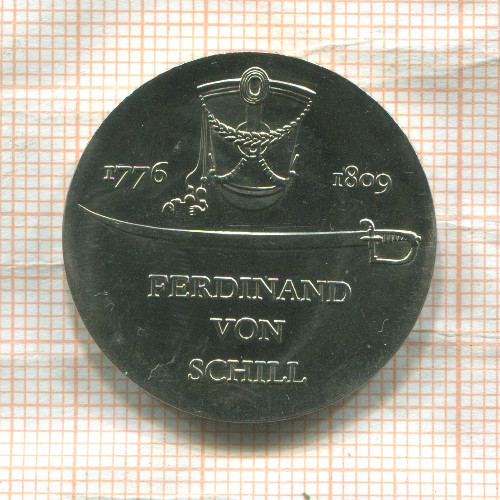 1776 1809
FERDINAND
VON
SCHILL